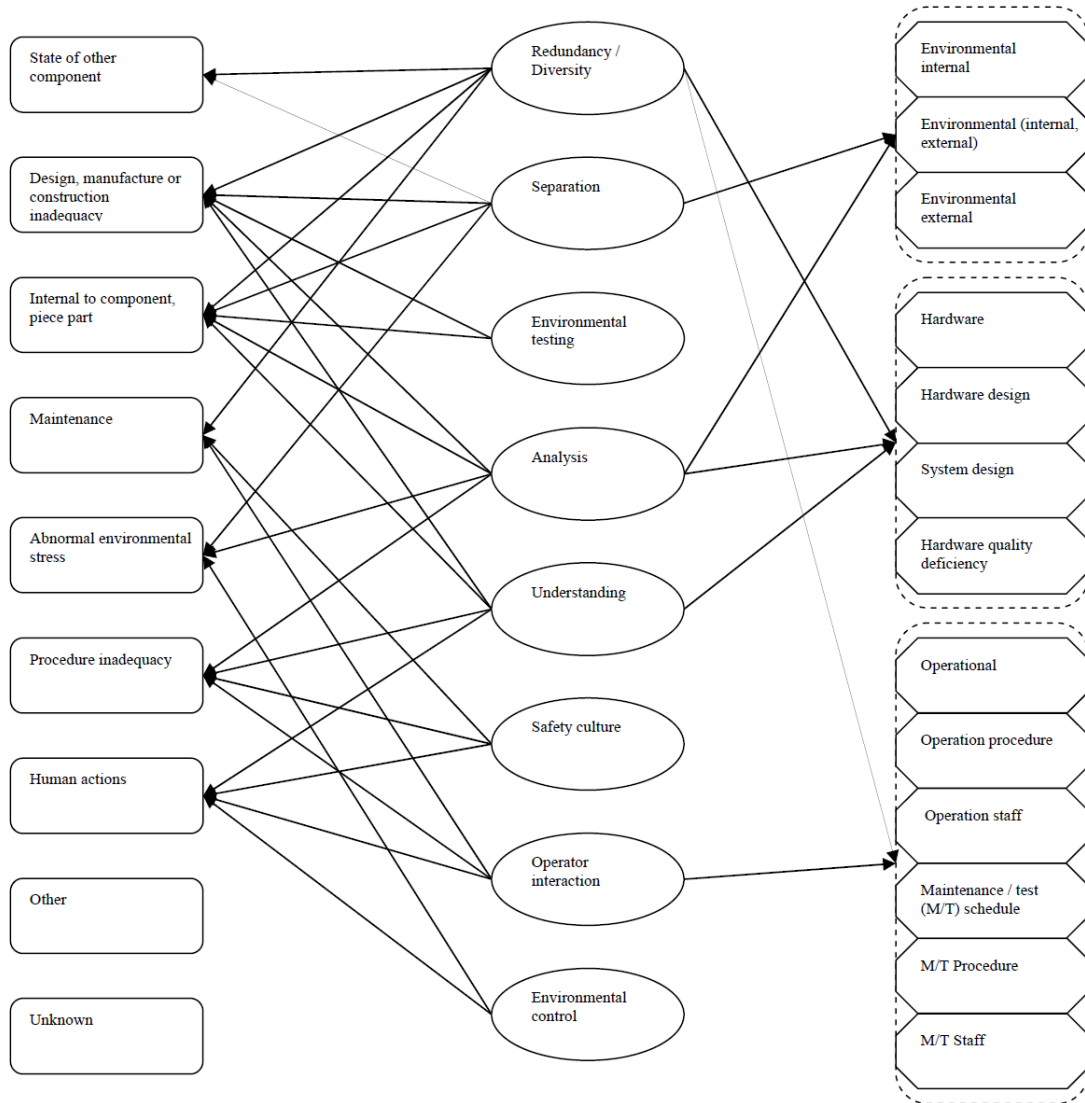 State of other
component
Design, manufacture or
construction
inadequacy
Internal to component,
piece part
Maintenance
Abnormal environmental
stress
Procedure inadequacy
Human actions
Other
Unknown
Redundancy /
Diversity
Separation
Environmental
testing
Analysis
Understanding
Safety culture
Operator
interaction
Environmental
control
Environmental
internal
Environmental (internal,
external)
Environmental
external
Hardware
Hardware design
System design
Hardware quality
deficiency
Operational
Operation procedure
Operation staff
Maintenance / test
(M/T) schedule
M/T Procedure
M/T Staff